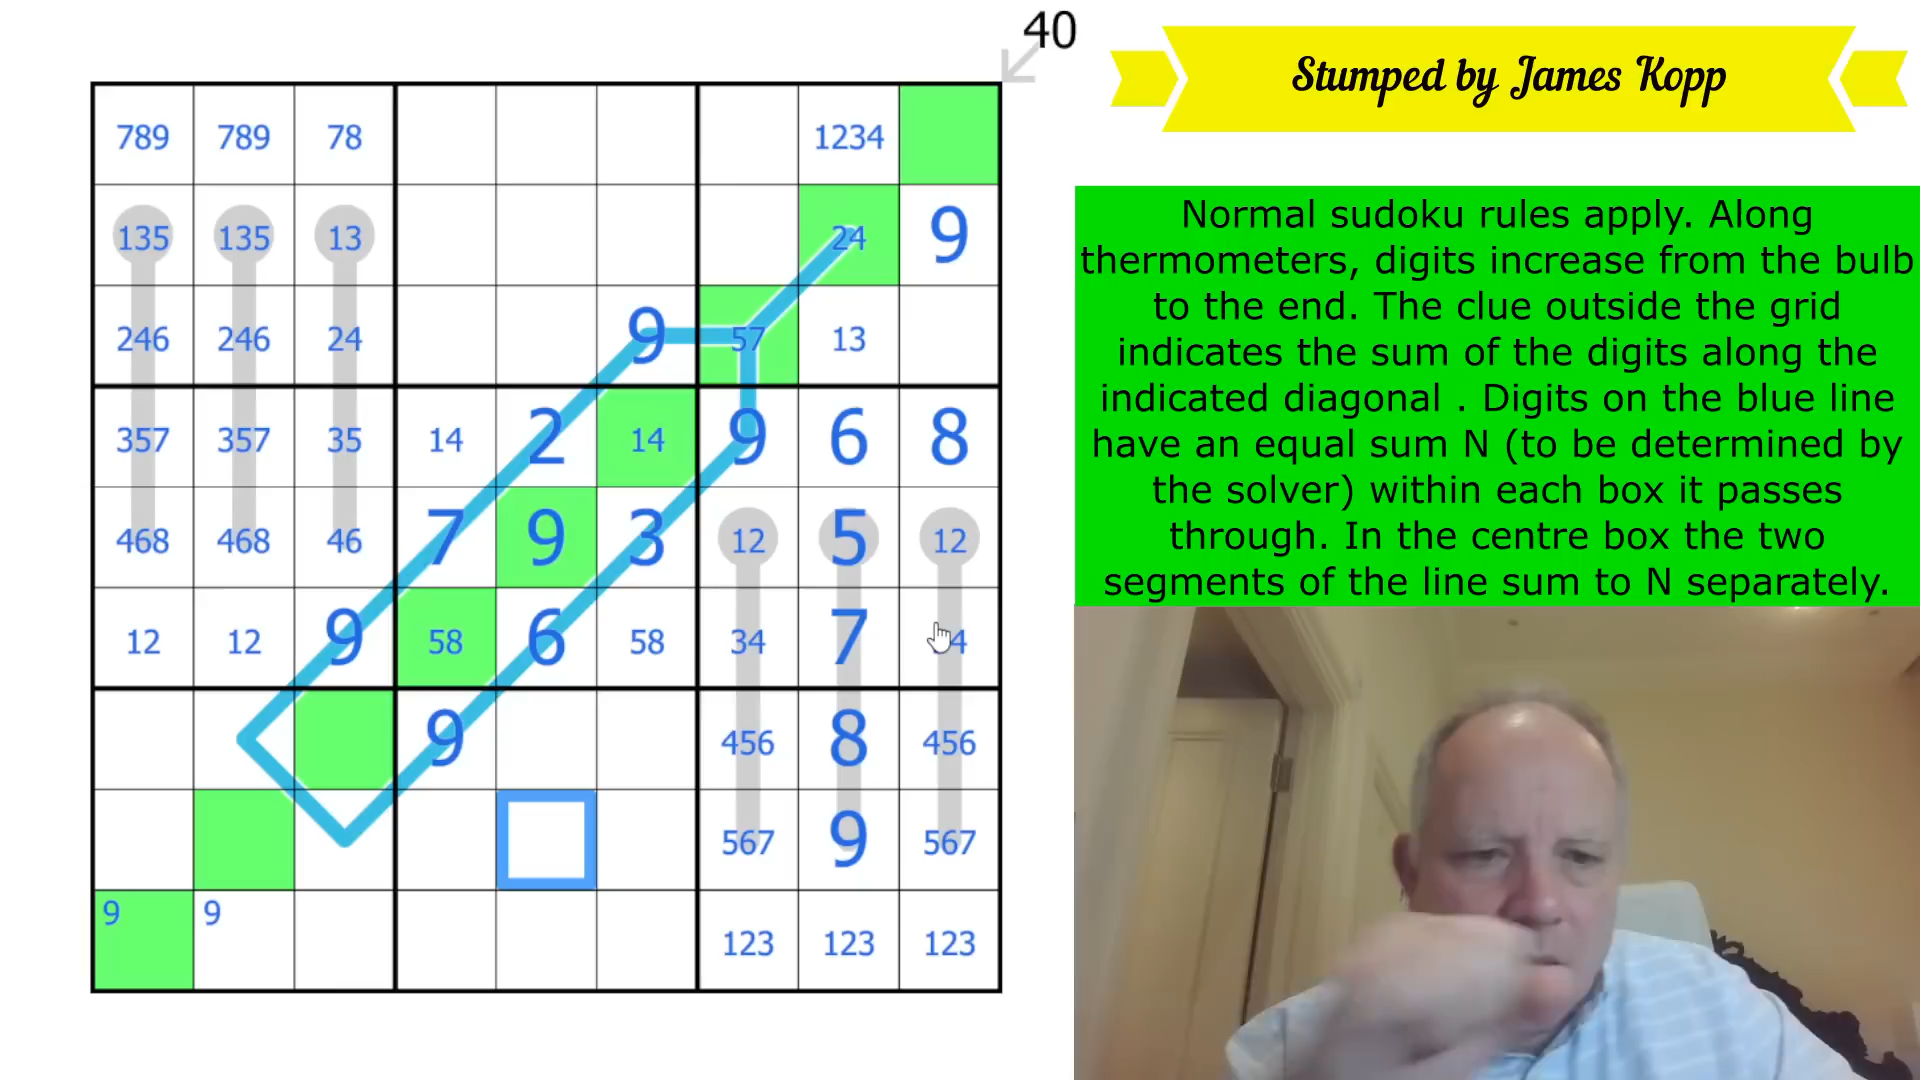 40
Stumped by James Kopp
789 789 78 1234
135 135 13 24 9
246 246 24 9 57 13
357 357 35 14 2 14 9 6 8
468 468 46 7 9 3 12 5 12
12 12 9 58 6 58 34 7 4
9 456 8 456
567 9 567
9 9 123 123 123
Normal sudoku rules apply. Along
thermometers, digits increase from the bulb
to the end. The clue outside the grid
indicates the sum of the digits along the
indicated diagonal . Digits on the blue line
have an equal sum N (to be determined by
the solver) within each box it passes
through. In the centre box the two
segments of the line sum to N separately.